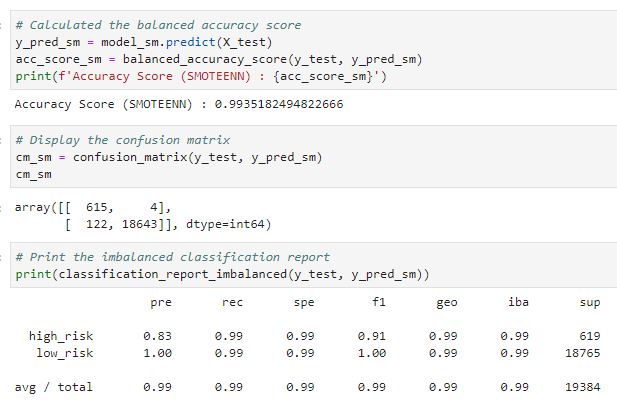 # Calculated the balanced accuracy score
y_pred_sm = model_sm.predict(X_test)
acc_score_sm = balanced_accuracy_score(y_test, y_pred_sm)
print(f'Accuracy Score (SMOTEENN) : {acc_score_sm}')
Accuracy Score (SMOTEENN) : 0.9935182494822666
# Display the confusion matrix
cm_sm = confusion_matrix(y_test, y_pred_sm)
cm_sm
array([[ 615, 4],
[ 122, 18643]], dtype=int64)
# Print the imbalanced classification report
print(classification_report_imbalanced(y_test, y_pred_sm))
pre rec spe f1 geo iba sup
high_risk 0.83 0.99 0.99 0.91 0.99 0.99 619
low_risk 1.00 0.99 0.99 1.00 0.99 0.99 18765
avg / total 0.99 0.99 0.99 0.99 0.99 0.99 19384